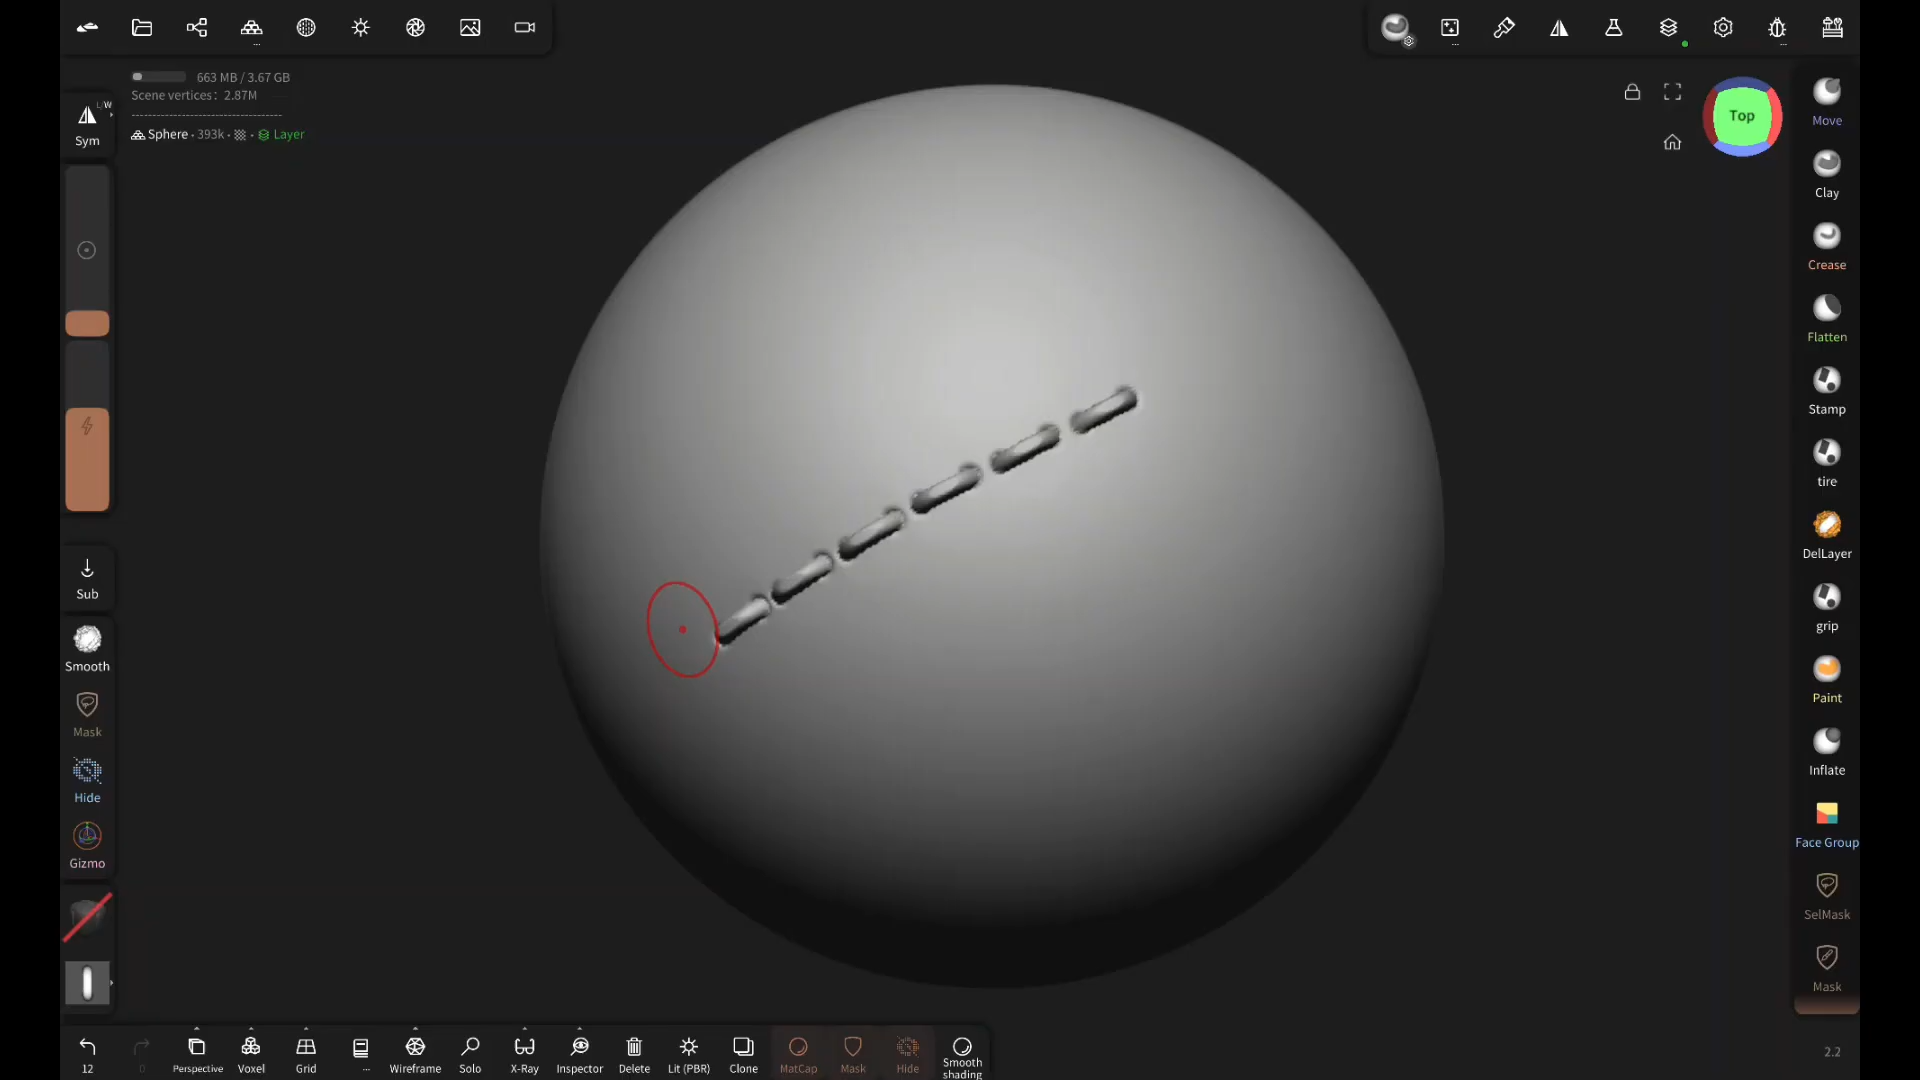 663 MB / 3.67 GB
Scene vertices: 2.87M
Sphere • 393k • • Layer
L/W
Sym
Sub
Smooth
Mask
Hide
Gizmo
Top
Move
Clay
Crease
Flatten
Stamp
tire
DelLayer
grip
Paint
Inflate
Face Group
SelMask
Mask
12
0
Perspective
Voxel
Grid
...
Wireframe
Solo
X-Ray
Inspector
Delete
Lit (PBR)
Clone
MatCap
Mask
Hide
Smooth
shading
2.2